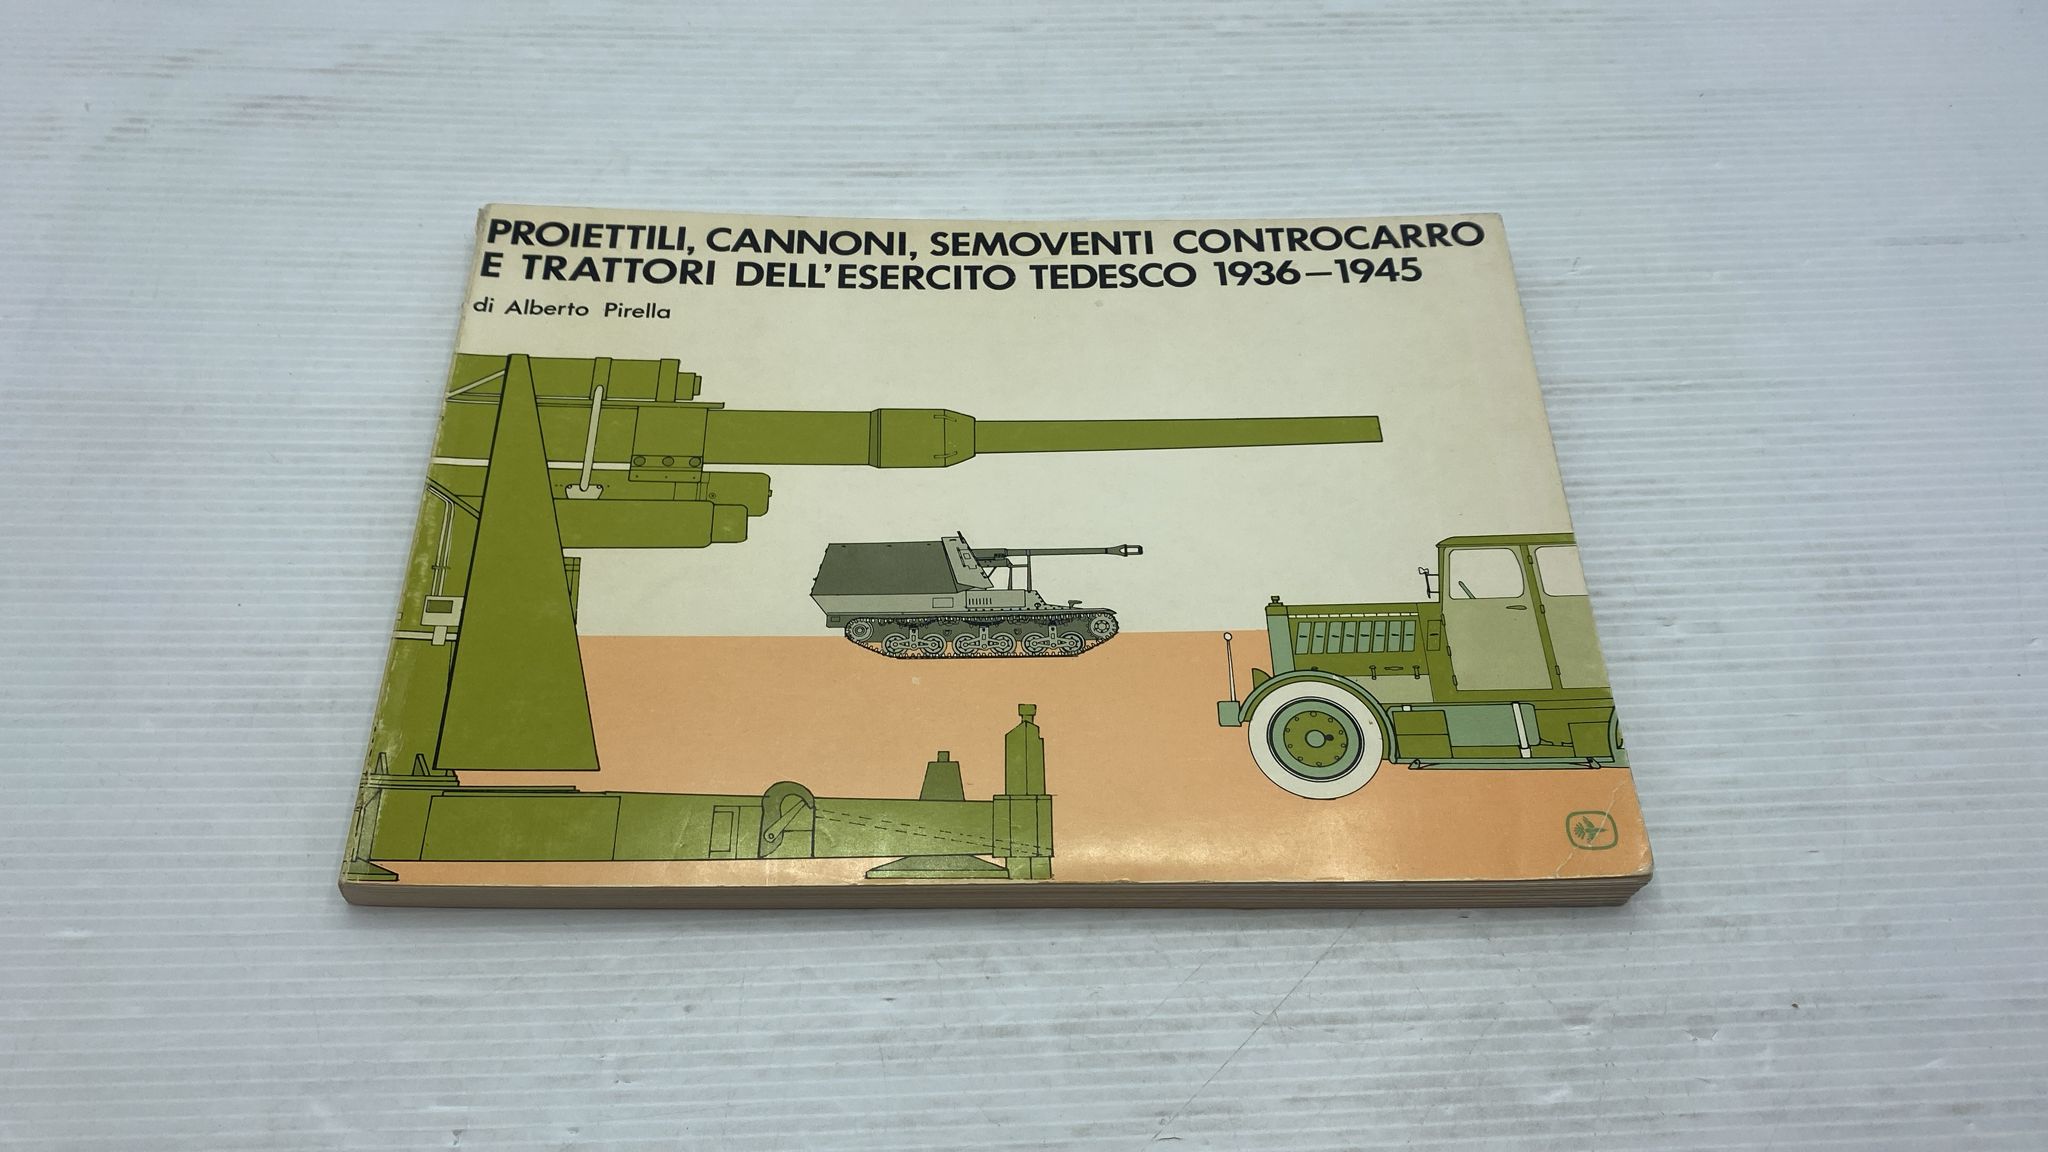 PROIETTILI, CANNONI, SEMOVENTI CONTROCARRO
E TRATTORI DELL'ESERCITO TEDESCO 1936–1945
di Alberto Pirella